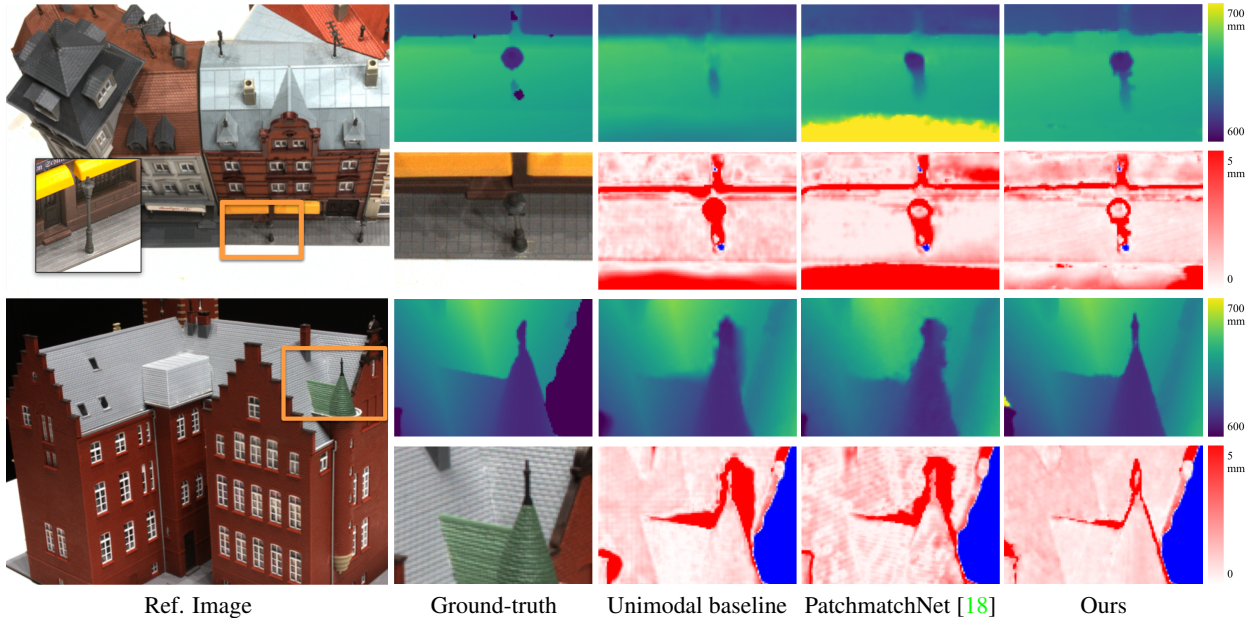 700
mm
600
5
mm
0
700
mm
600
5
mm
0
Ref. Image
Ground-truth
Unimodal baseline
PatchmatchNet [18]
Ours